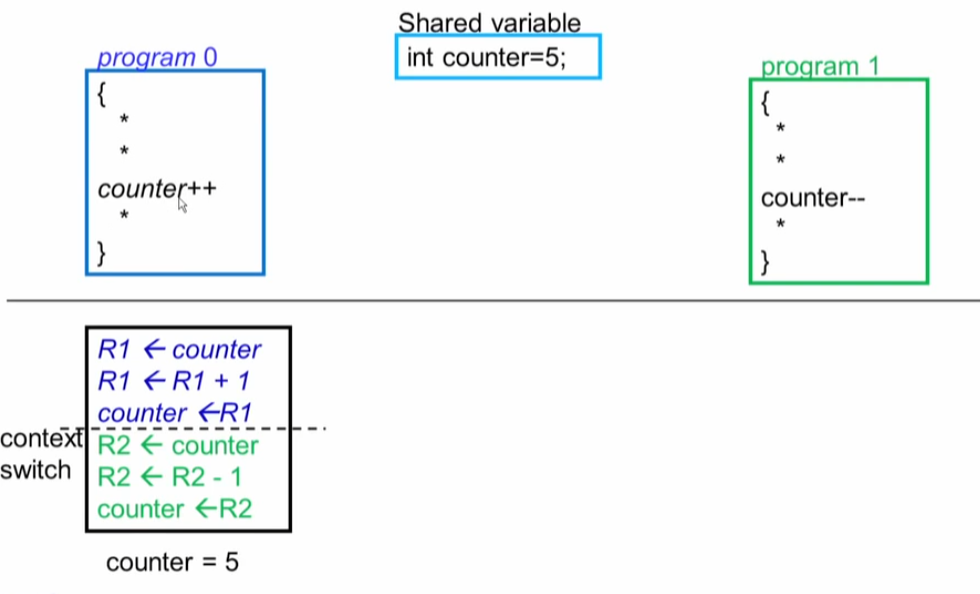 Shared variable
int counter=5;
program 0
{
*
*
counter++
*
}
program 1
{
*
*
counter--
*
}
R1 ← counter
R1 ← R1 + 1
counter ←R1
context
switch
R2 ← counter
R2 ← R2 - 1
counter ←R2
counter = 5